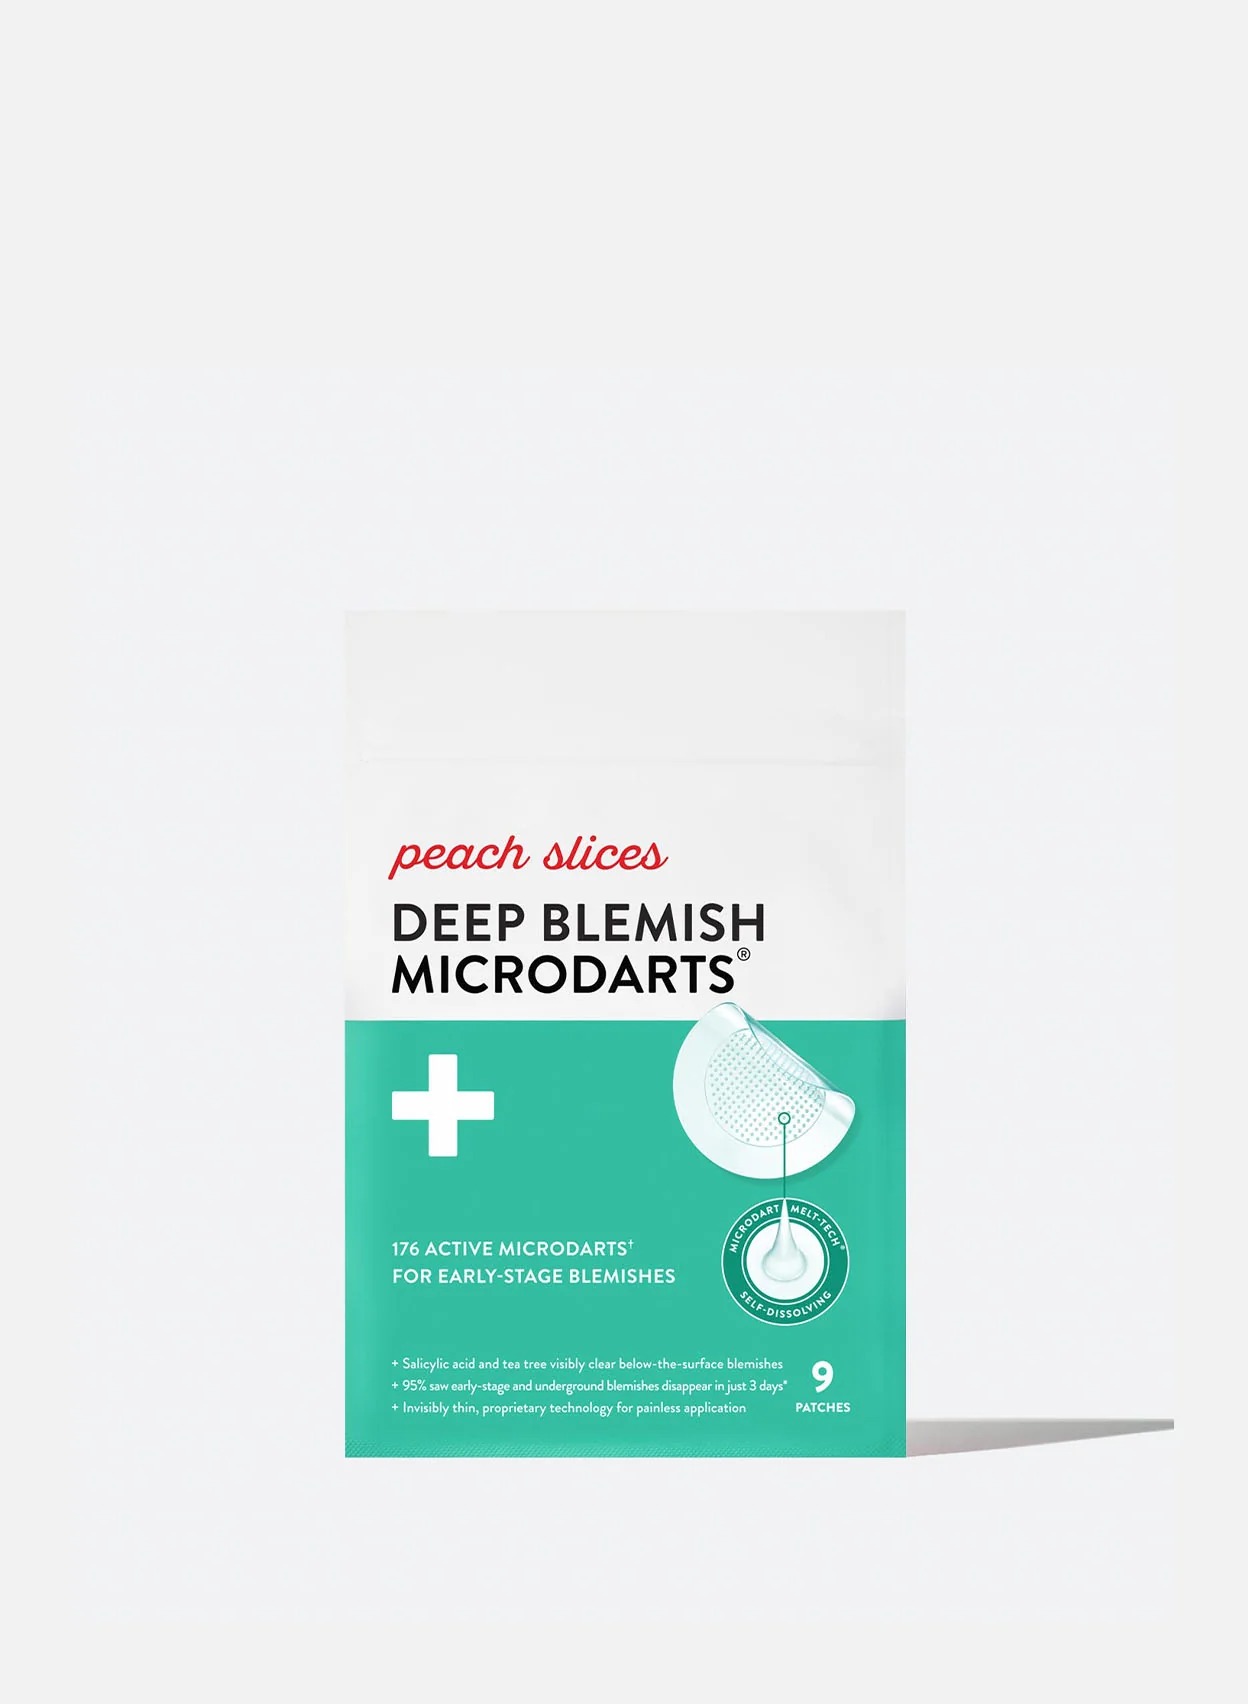 peach slices
DEEP BLEMISH
MICRODARTS®
MICRODART MELT-TECH®
SELF-DISSOLVING
176 ACTIVE MICRODARTS†
FOR EARLY-STAGE BLEMISHES
+ Salicylic acid and tea tree visibly clear below-the-surface blemishes
+ 95% saw early-stage and underground blemishes disappear in just 3 days*
+ Invisibly thin, proprietary technology for painless application
9
PATCHES